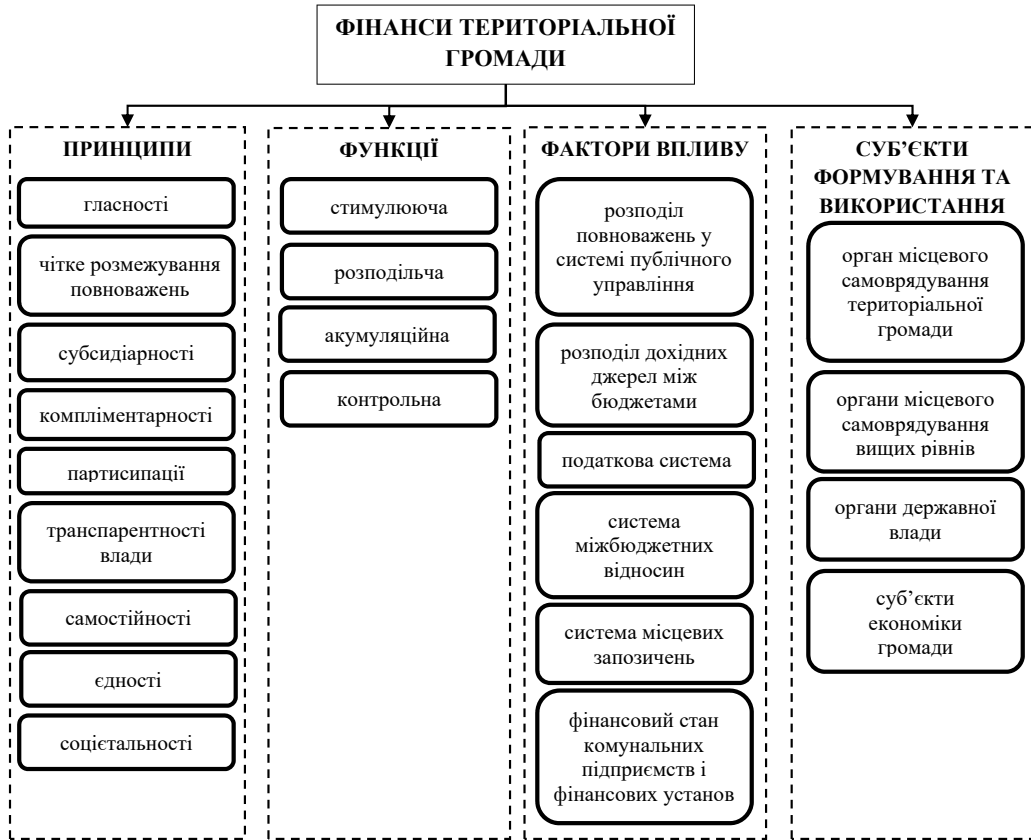 ФІНАНСИ ТЕРИТОРІАЛЬНОЇ
ГРОМАДИ
ПРИНЦИПИ
гласності
чітке розмежування
повноважень
субсидіарності
компліментарності
партисипації
транспарентності
влади
самостійності
єдності
соцієтальності
ФУНКЦІЇ
стимулююча
розподільча
акумуляційна
контрольна
ФАКТОРИ ВПЛИВУ
розподіл
повноважень у
системі публічного
управління
розподіл дохідних
джерел між
бюджетами
податкова система
система
міжбюджетних
відносин
система місцевих
запозичень
фінансовий стан
комунальних
підприємств і
фінансових установ
СУБ’ЄКТИ
ФОРМУВАННЯ ТА
ВИКОРИСТАННЯ
орган місцевого
самоврядування
територіальної
громади
органи місцевого
самоврядування
вищих рівнів
органи державної
влади
суб’єкти
економіки
громади